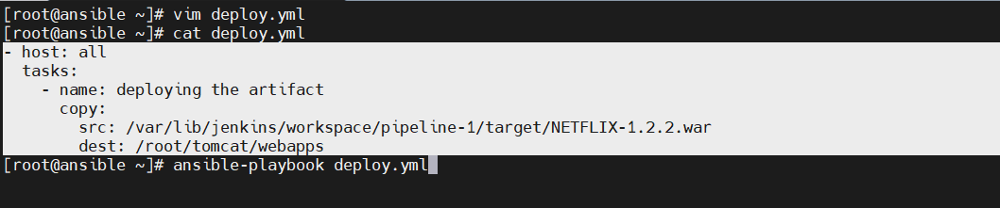 [root@ansible ~]# vim deploy.yml
[root@ansible ~]# cat deploy.yml
- host: all
  tasks:
    - name: deploying the artifact
      copy:
        src: /var/lib/jenkins/workspace/pipeline-1/target/NETFLIX-1.2.2.war
        dest: /root/tomcat/webapps
[root@ansible ~]# ansible-playbook deploy.yml